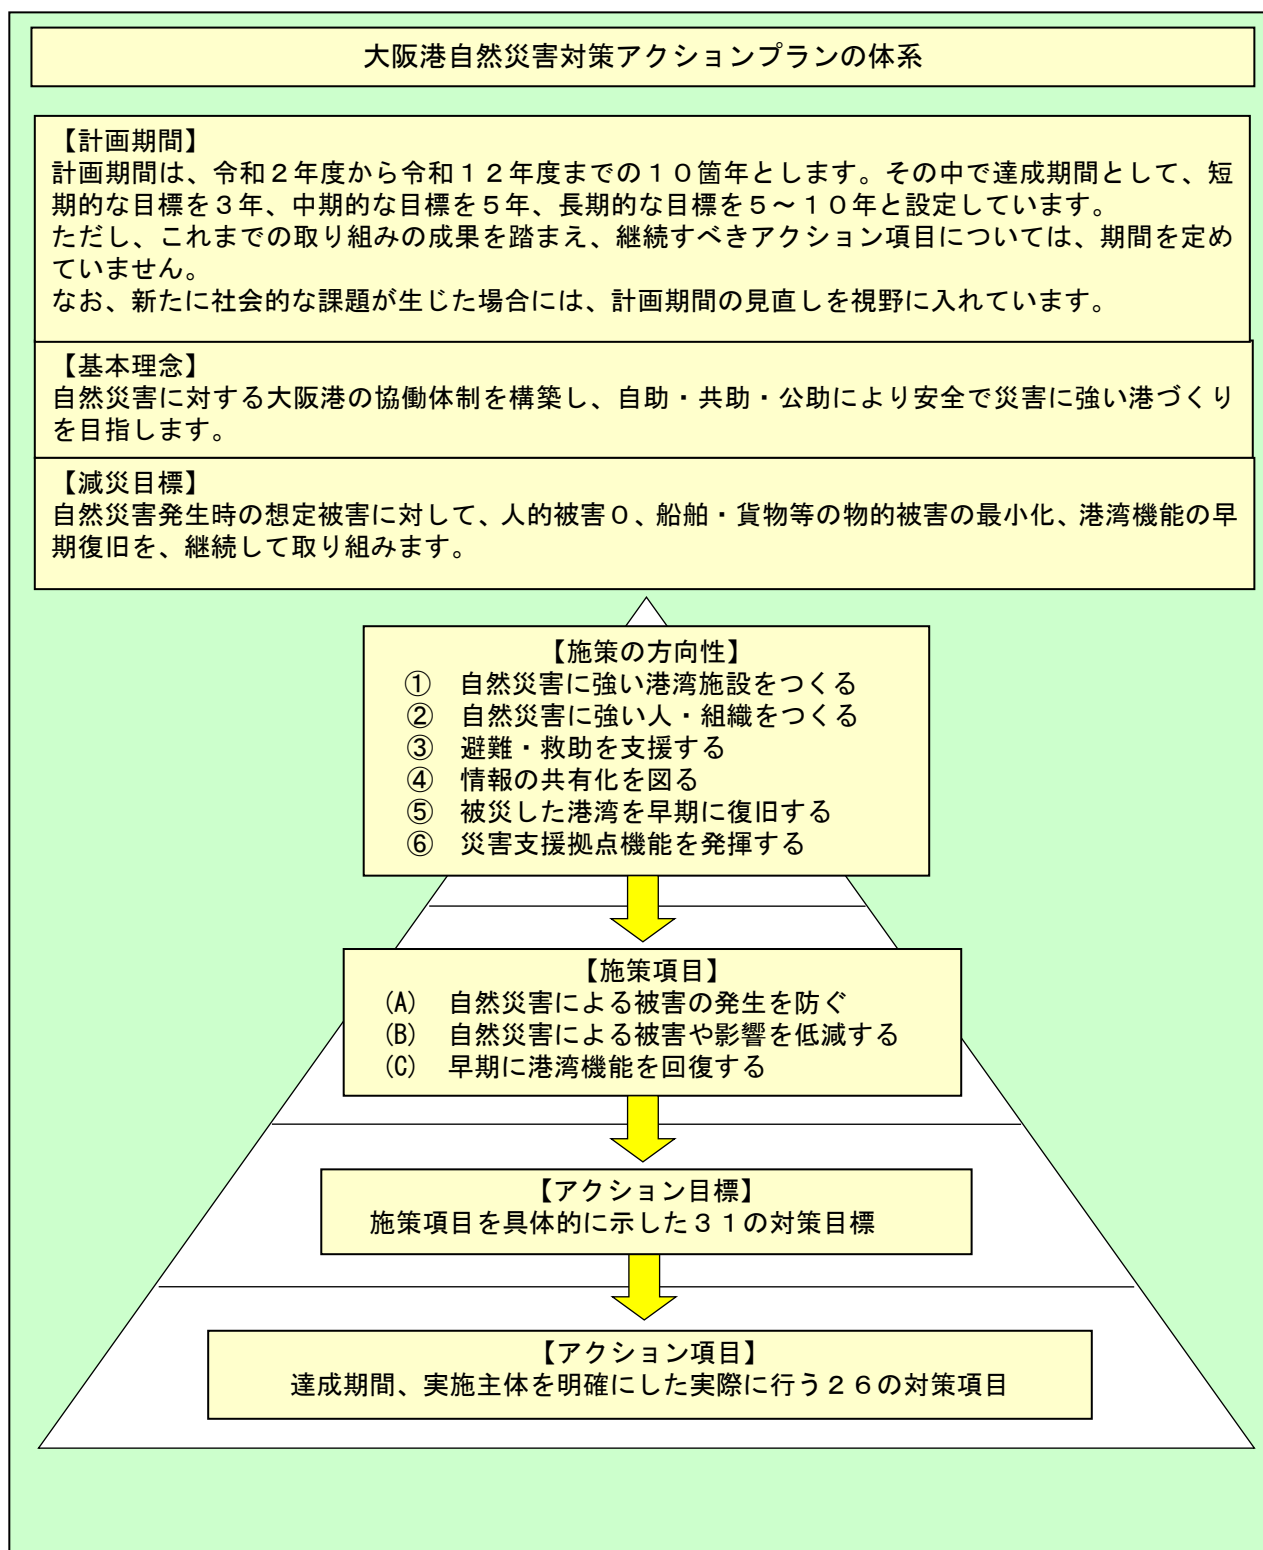 大阪港自然災害対策アクションプランの体系
【計画期間】
計画期間は、令和２年度から令和１２年度までの１０箇年とします。その中で達成期間として、短
期的な目標を３年、中期的な目標を５年、長期的な目標を５～１０年と設定しています。
ただし、これまでの取り組みの成果を踏まえ、継続すべきアクション項目については、期間を定め
ていません。
なお、新たに社会的な課題が生じた場合には、計画期間の見直しを視野に入れています。
【基本理念】
自然災害に対する大阪港の協働体制を構築し、自助・共助・公助により安全で災害に強い港づくり
を目指します。
【減災目標】
自然災害発生時の想定被害に対して、人的被害０、船舶・貨物等の物的被害の最小化、港湾機能の早
期復旧を、継続して取り組みます。
【施策の方向性】
①　自然災害に強い港湾施設をつくる
②　自然災害に強い人・組織をつくる
③　避難・救助を支援する
④　情報の共有化を図る
⑤　被災した港湾を早期に復旧する
⑥　災害支援拠点機能を発揮する
【施策項目】
(A)　自然災害による被害の発生を防ぐ
(B)　自然災害による被害や影響を低減する
(C)　早期に港湾機能を回復する
【アクション目標】
施策項目を具体的に示した３１の対策目標
【アクション項目】
達成期間、実施主体を明確にした実際に行う２６の対策項目